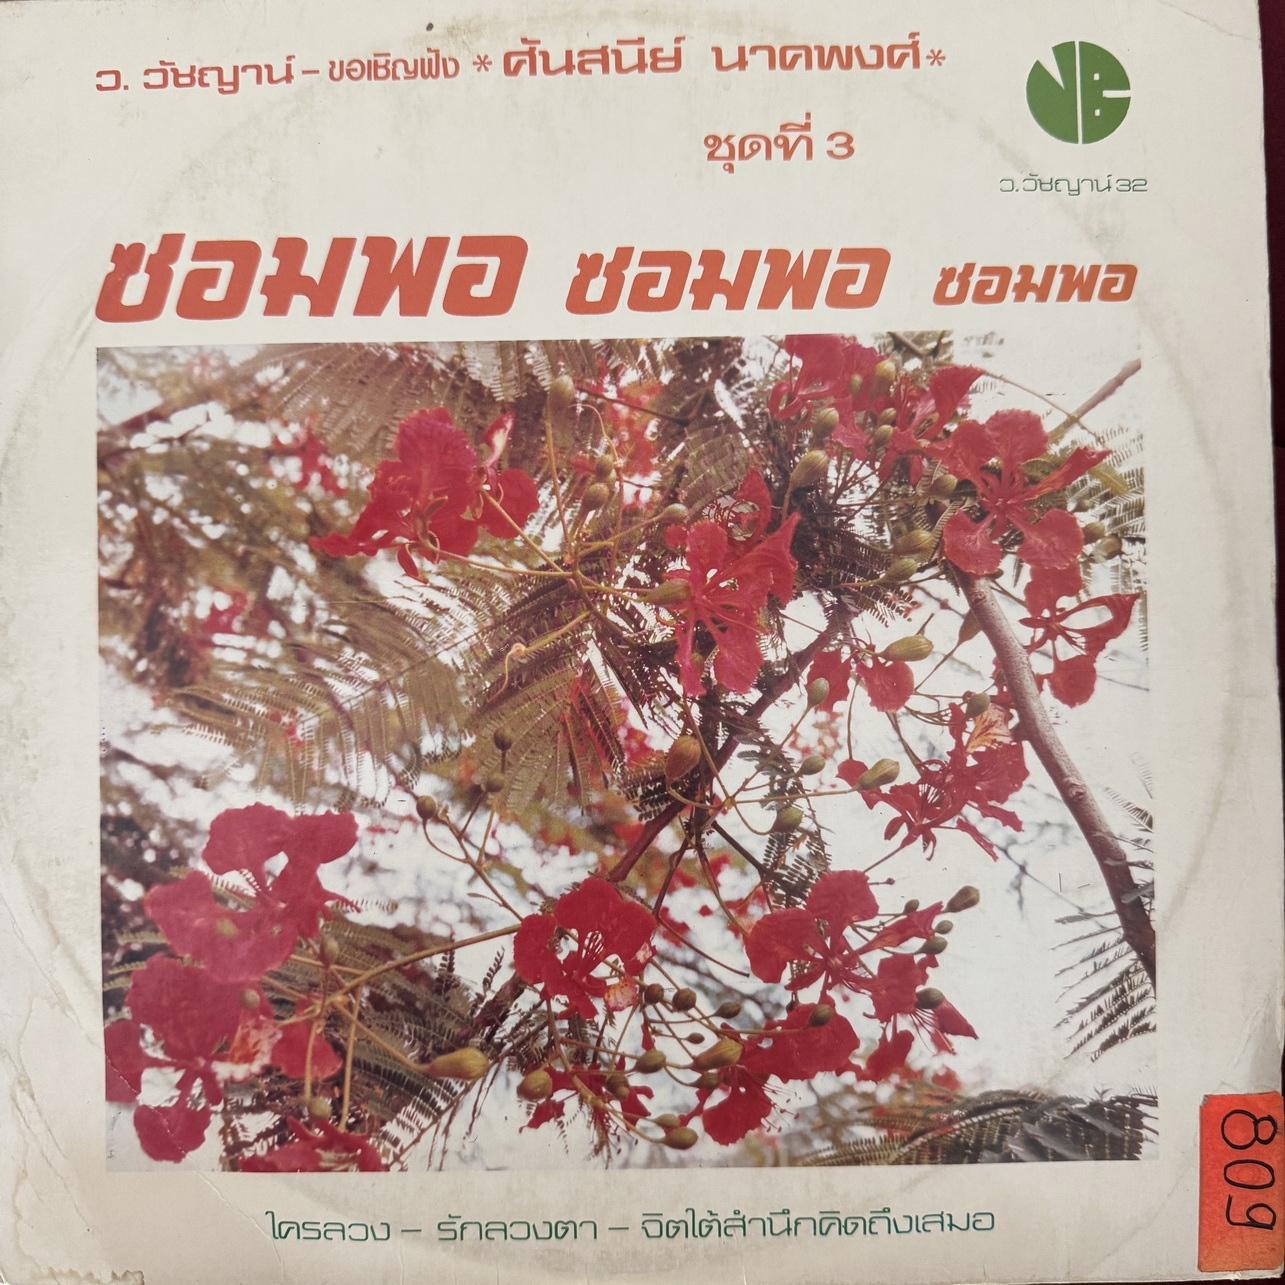 ว. วัชญาน์ – ขอเชิญฟัง * ศันสนีย์ นาคพงศ์ *
ชุดที่ 3
VB
ว.วัชญาน์ 32
ซอมพอ ซอมพอ ซอมพอ
ใครลวง – รักลวงตา – จิตใต้สำนึกคิดถึงเสมอ
809